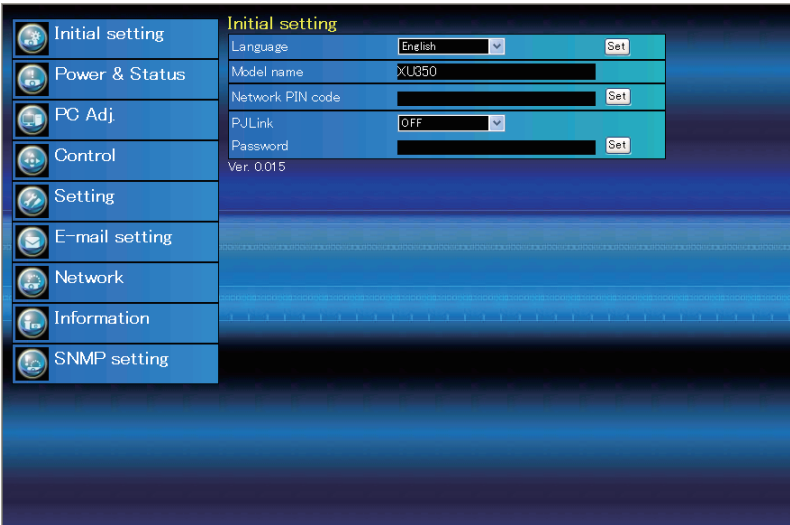 Initial setting
Power & Status
PC Adj.
Control
Setting
E-mail setting
Network
Information
SNMP setting
Initial setting
Language English Set
Model name XU350
Network PIN code Set
PJLink OFF
Password Set
Ver. 0.015